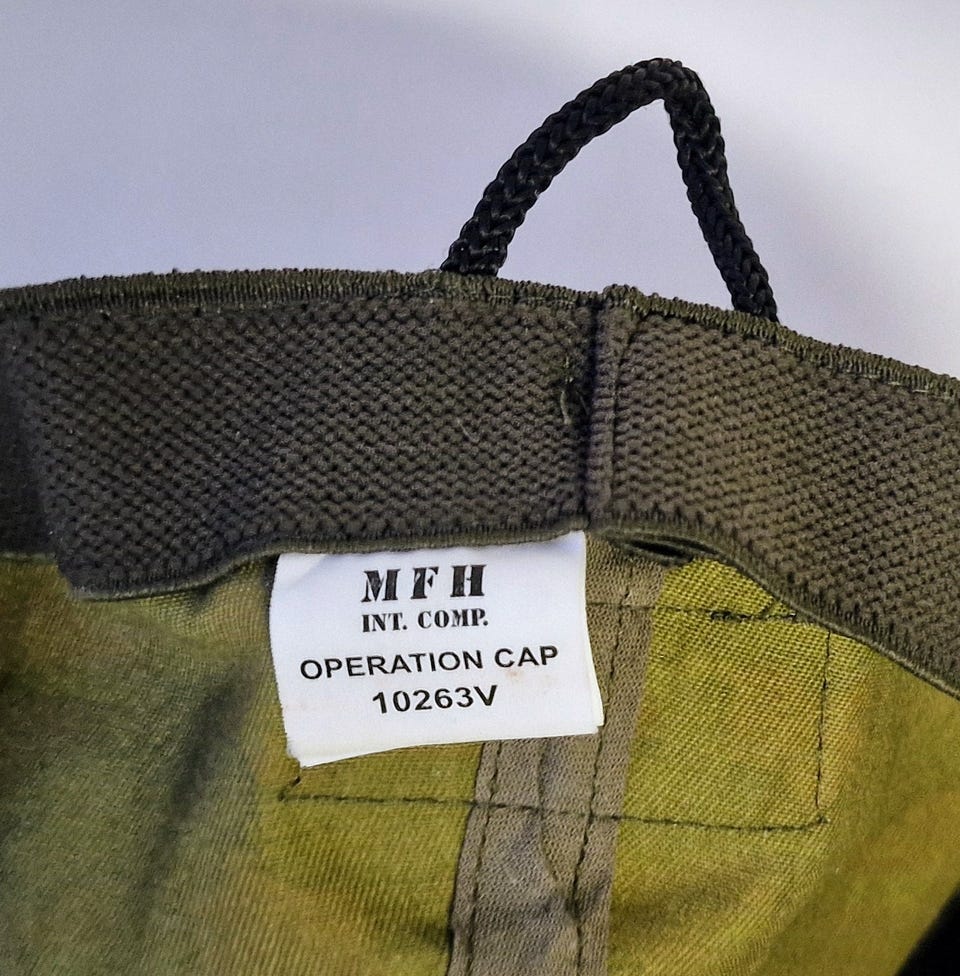 MFH
INT. COMP.
OPERATION CAP
10263V